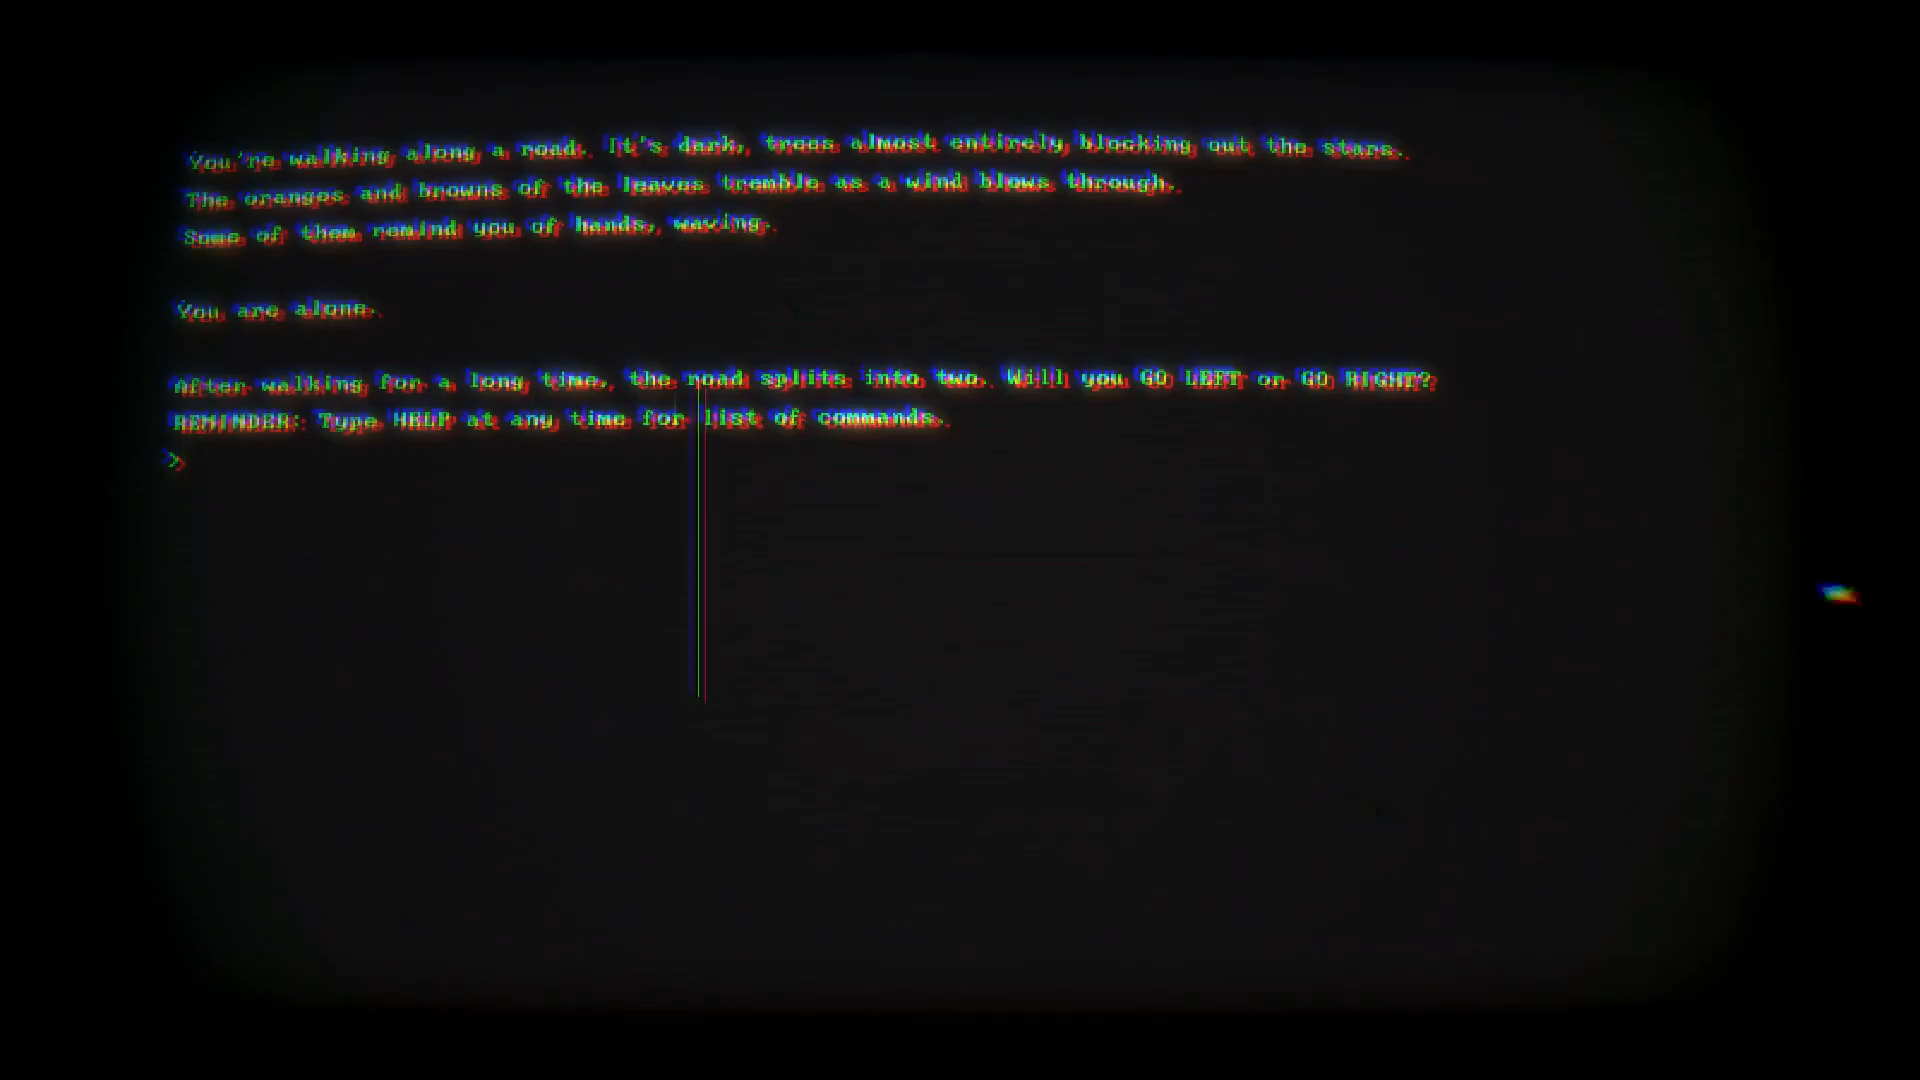 You're walking along a road. It's dark, trees almost entirely blocking out the stars.
The oranges and browns of the leaves tremble as a wind blows through.
Some of them remind you of hands, waving.
You are alone.
After walking for a long time, the road splits into two. Will you GO LEFT or GO RIGHT?
REMINDER: Type HELP at any time for list of commands.
>